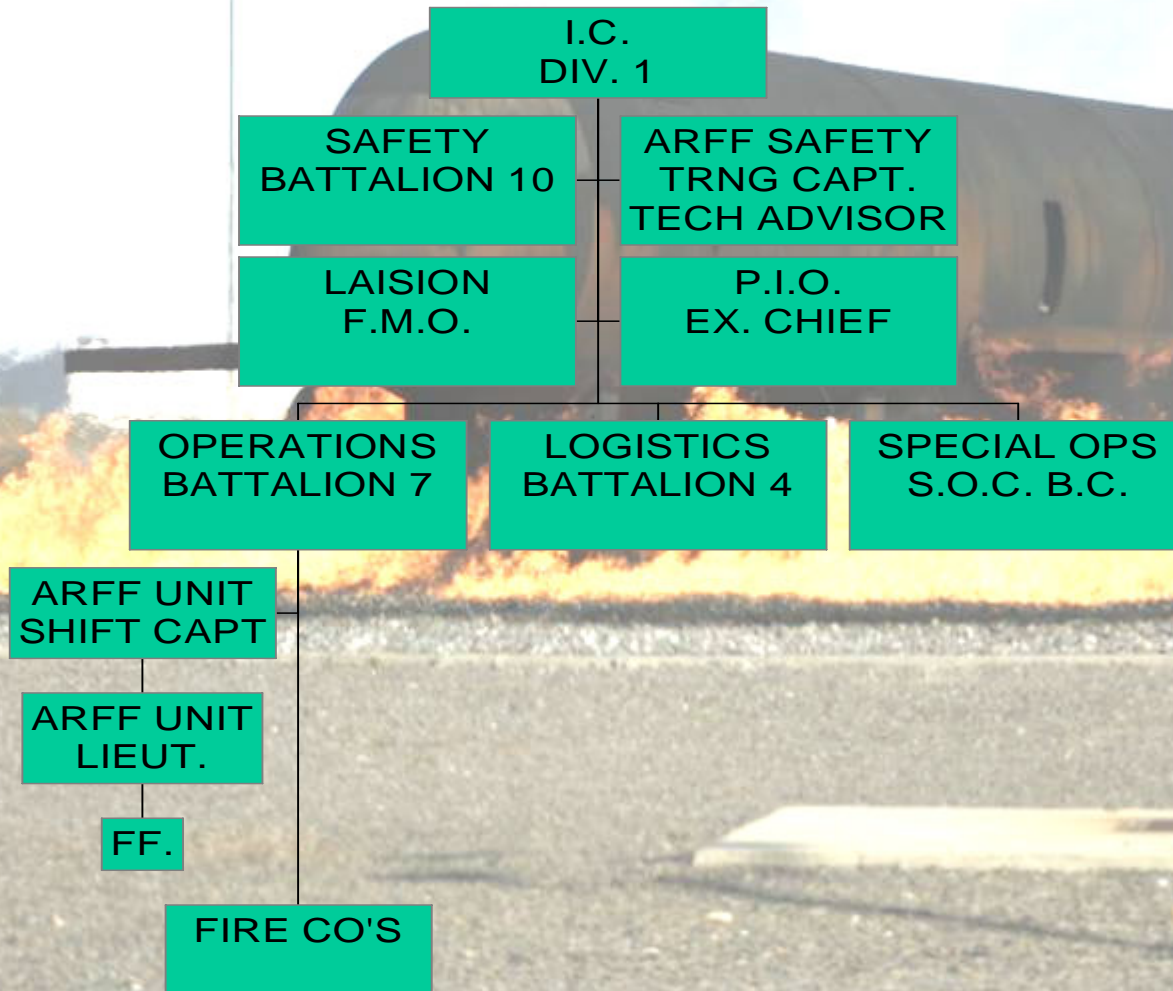 I.C.
DIV. 1
SAFETY
BATTALION 10
ARFF SAFETY
TRNG CAPT.
TECH ADVISOR
LAISION
F.M.O.
P.I.O.
EX. CHIEF
OPERATIONS
BATTALION 7
LOGISTICS
BATTALION 4
SPECIAL OPS
S.O.C. B.C.
ARFF UNIT
SHIFT CAPT
ARFF UNIT
LIEUT.
FF.
FIRE CO'S